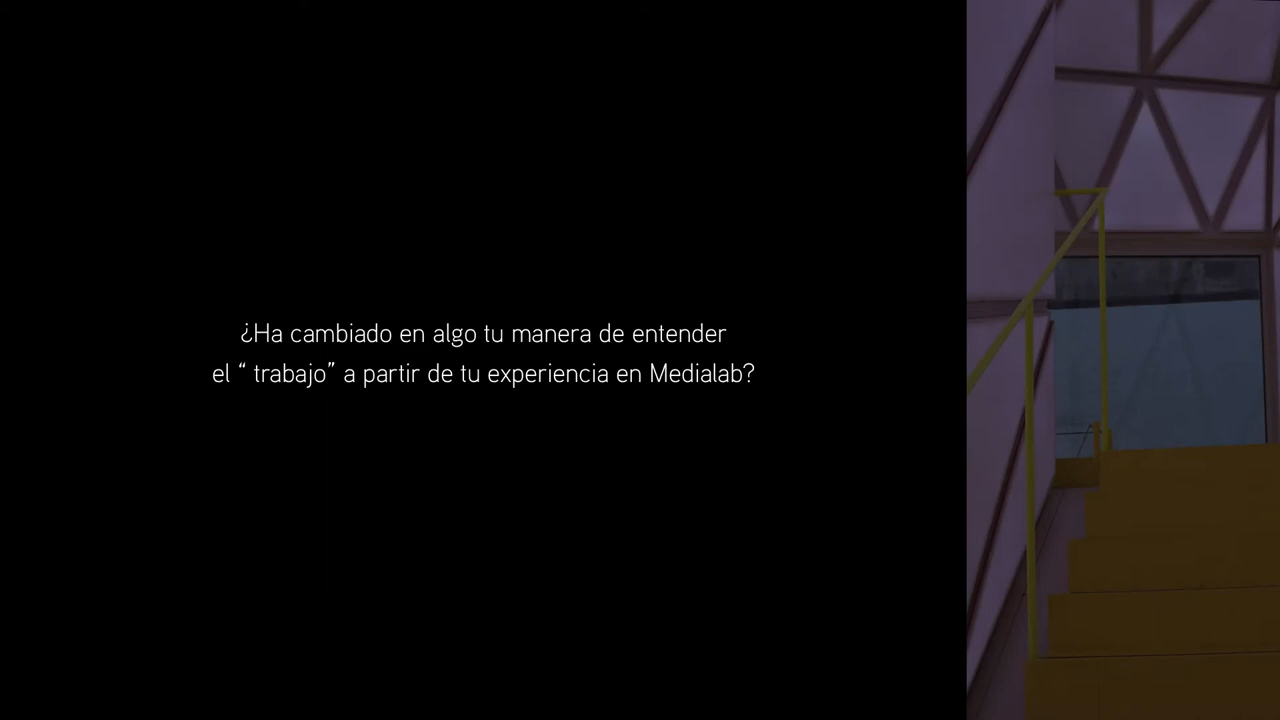 ¿Ha cambiado en algo tu manera de entender
el “ trabajo” a partir de tu experiencia en Medialab?